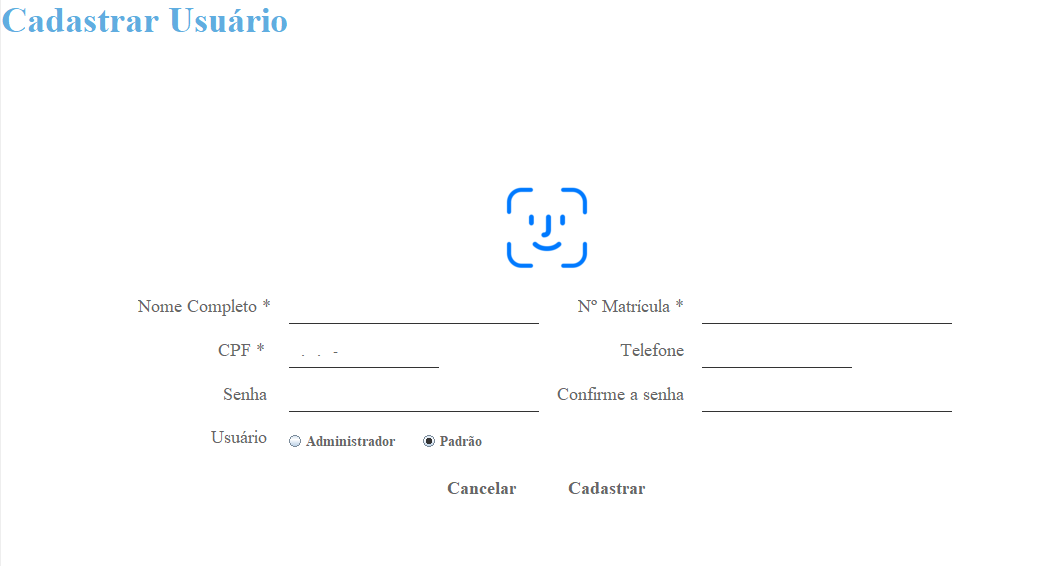 Cadastrar Usuário
Nome Completo *
Nº Matrícula *
CPF * . . -
Telefone
Senha
Confirme a senha
Usuário Administrador Padrão
Cancelar Cadastrar